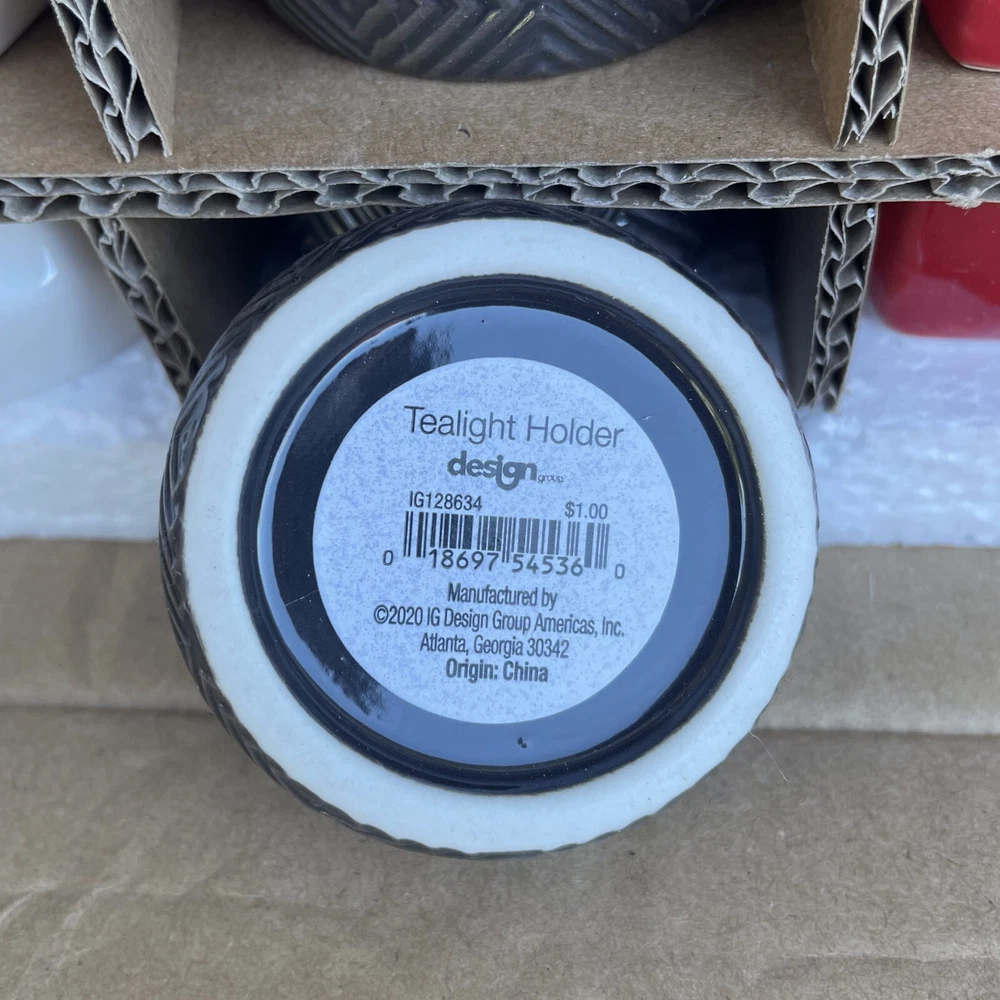 Tealight Holder
design group
IG128634 $1.00
0 18697 54536 0
Manufactured by
©2020 IG Design Group Americas, Inc.
Atlanta, Georgia 30342
Origin: China